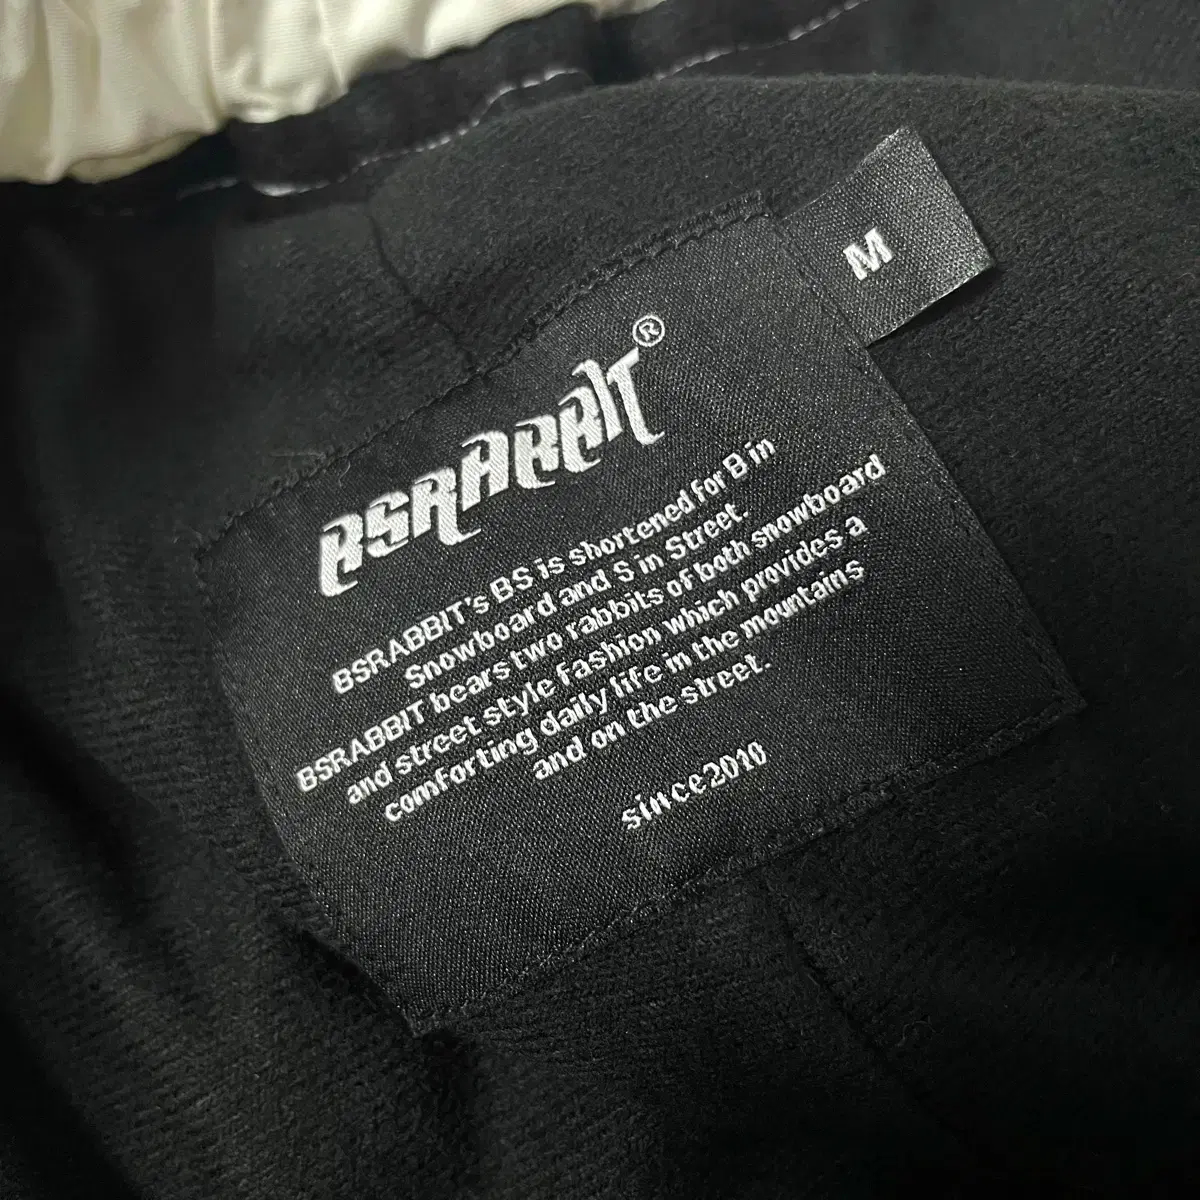 M
BSRABBIT®
BSRABBIT's BS is shortened for B in
Snowboard and S in Street.
BSRABBIT bears two rabbits of both snowboard
and street style fashion which provides a
comforting daily life in the mountains
and on the street.
since2010